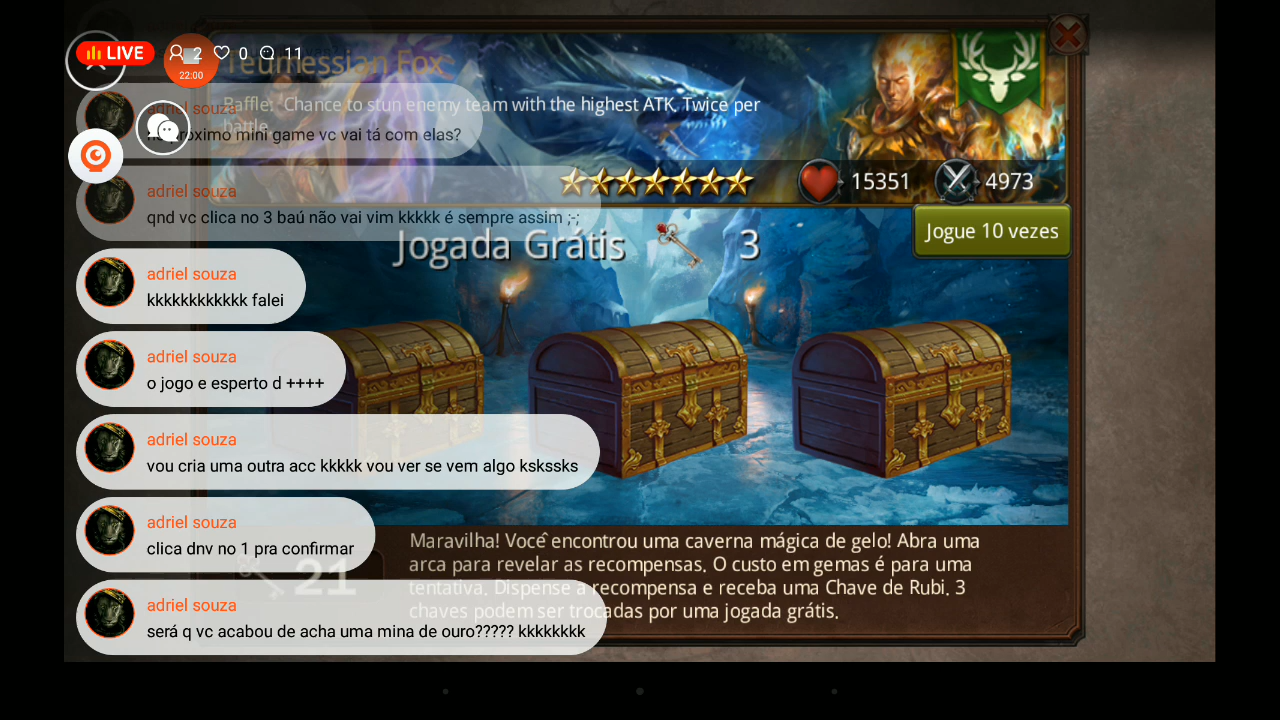 LIVE 2 0 11
22:00
Teumessian Fox
Baffle: Chance to stun enemy team with the highest ATK. Twice per
battle
adriel souza
proximo mini game vc vai tá com elas?
15351 4973
adriel souza
qnd vc clica no 3 baú não vai vim kkkkk é sempre assim ;-;
Jogada Grátis 3
Jogue 10 vezes
adriel souza
kkkkkkkkkkkk falei
adriel souza
o jogo e esperto d ++++
adriel souza
vou cria uma outra acc kkkkk vou ver se vem algo ksksks
adriel souza
clica dnv no 1 pra confirmar
21
adriel souza
será q vc acabou de acha uma mina de ouro????? kkkkkkkk
Maravilha! Você encontrou uma caverna mágica de gelo! Abra uma
arca para revelar as recompensas. O custo em gemas é para uma
tentativa. Dispense a recompensa e receba uma Chave de Rubi. 3
chaves podem ser trocadas por uma jogada grátis.